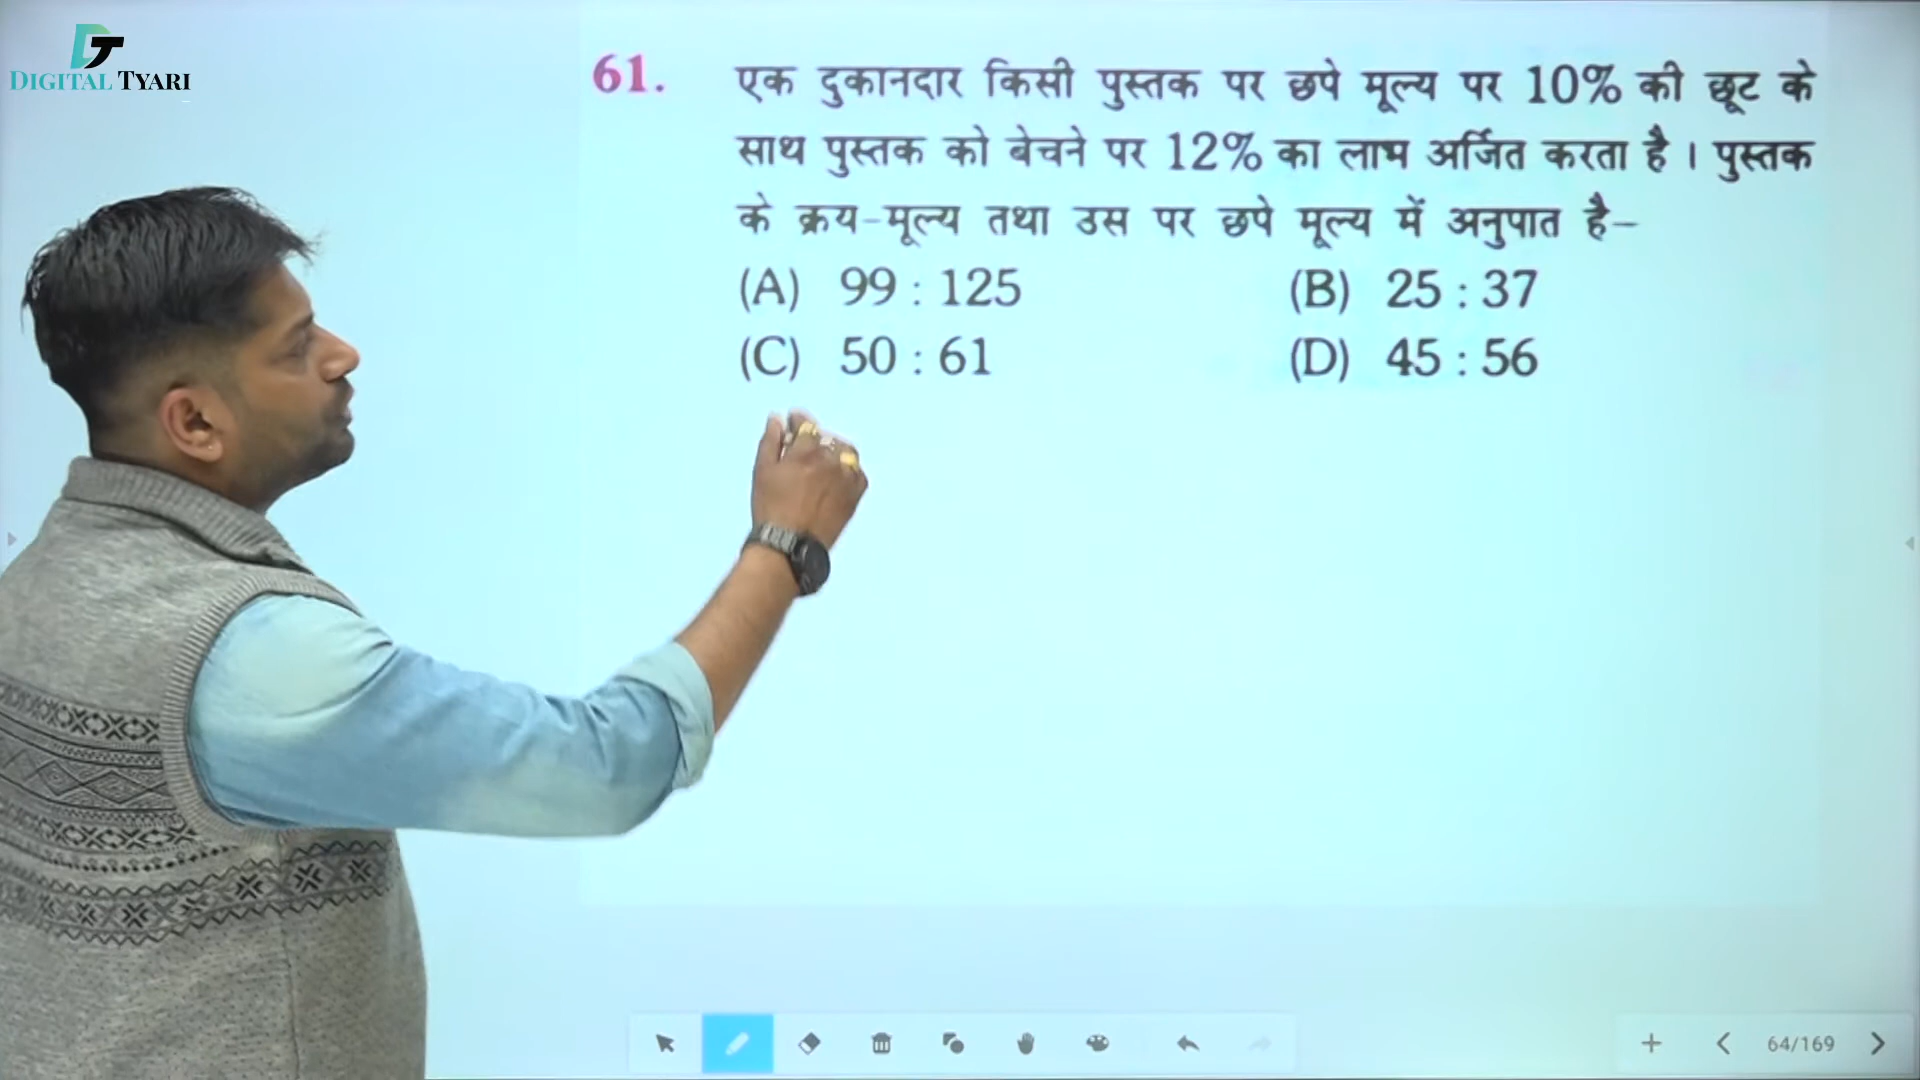 DIGITAL TYARI
61. एक दुकानदार किसी पुस्तक पर छपे मूल्य पर 10% की छूट के
साथ पुस्तक को बेचने पर 12% का लाभ अर्जित करता है । पुस्तक
के क्रय-मूल्य तथा उस पर छपे मूल्य में अनुपात है–
(A) 99 : 125 (B) 25 : 37
(C) 50 : 61 (D) 45 : 56
64/169